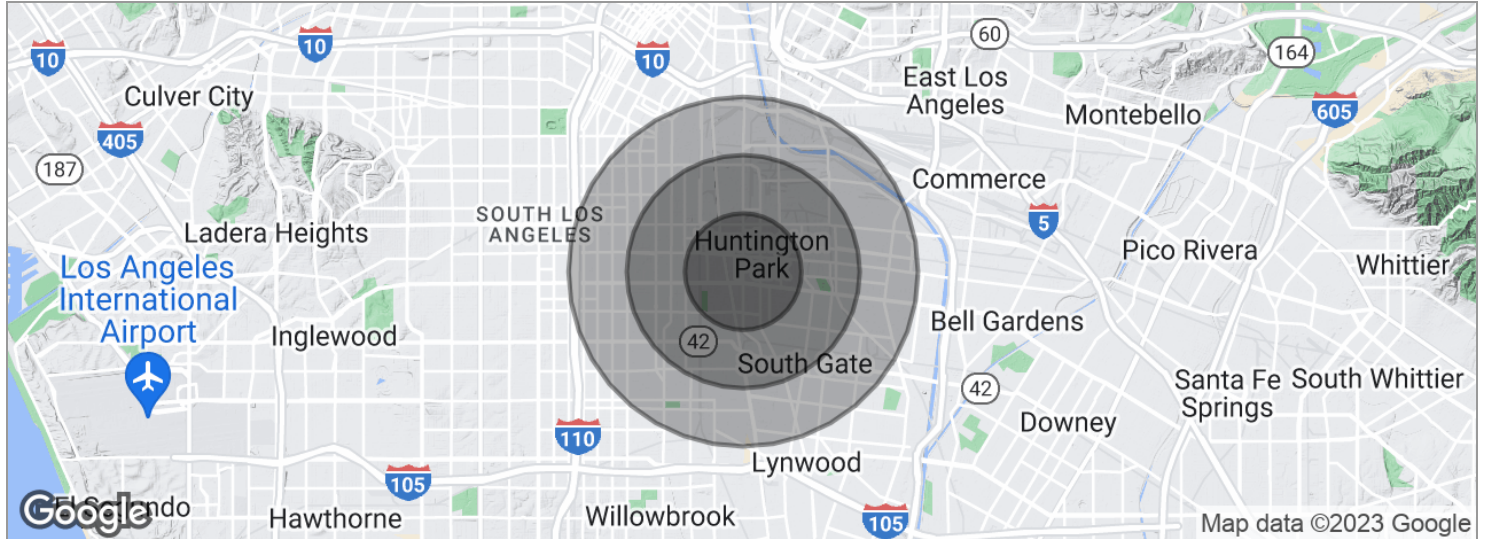 60
10
10
10
164
East Los
Angeles
Culver City
Montebello
605
405
187
Commerce
SOUTH LOS
ANGELES
5
Ladera Heights
Huntington
Park
Pico Rivera
Whittier
Los Angeles
International
Airport
Inglewood
Bell Gardens
42
South Gate
42
Santa Fe
Springs
South Whittier
Downey
110
Lynwood
105
El Segundo
Google
Hawthorne
Willowbrook
105
Map data ©2023 Google